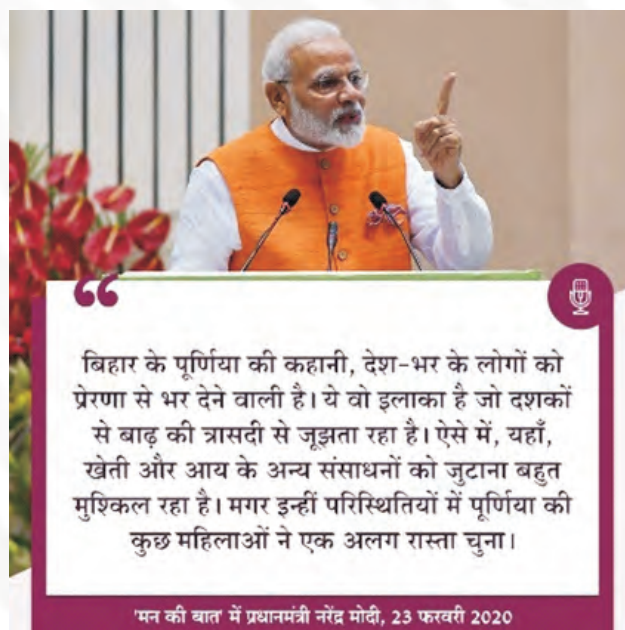 “
बिहार के पूर्णिया की कहानी, देश-भर के लोगों को
प्रेरणा से भर देने वाली है। ये वो इलाका है जो दशकों
से बाढ़ की त्रासदी से जूझता रहा है। ऐसे में, यहाँ,
खेती और आय के अन्य संसाधनों को जुटाना बहुत
मुश्किल रहा है। मगर इन्हीं परिस्थितियों में पूर्णिया की
कुछ महिलाओं ने एक अलग रास्ता चुना।
'मन की बात' में प्रधानमंत्री नरेंद्र मोदी, 23 फरवरी 2020